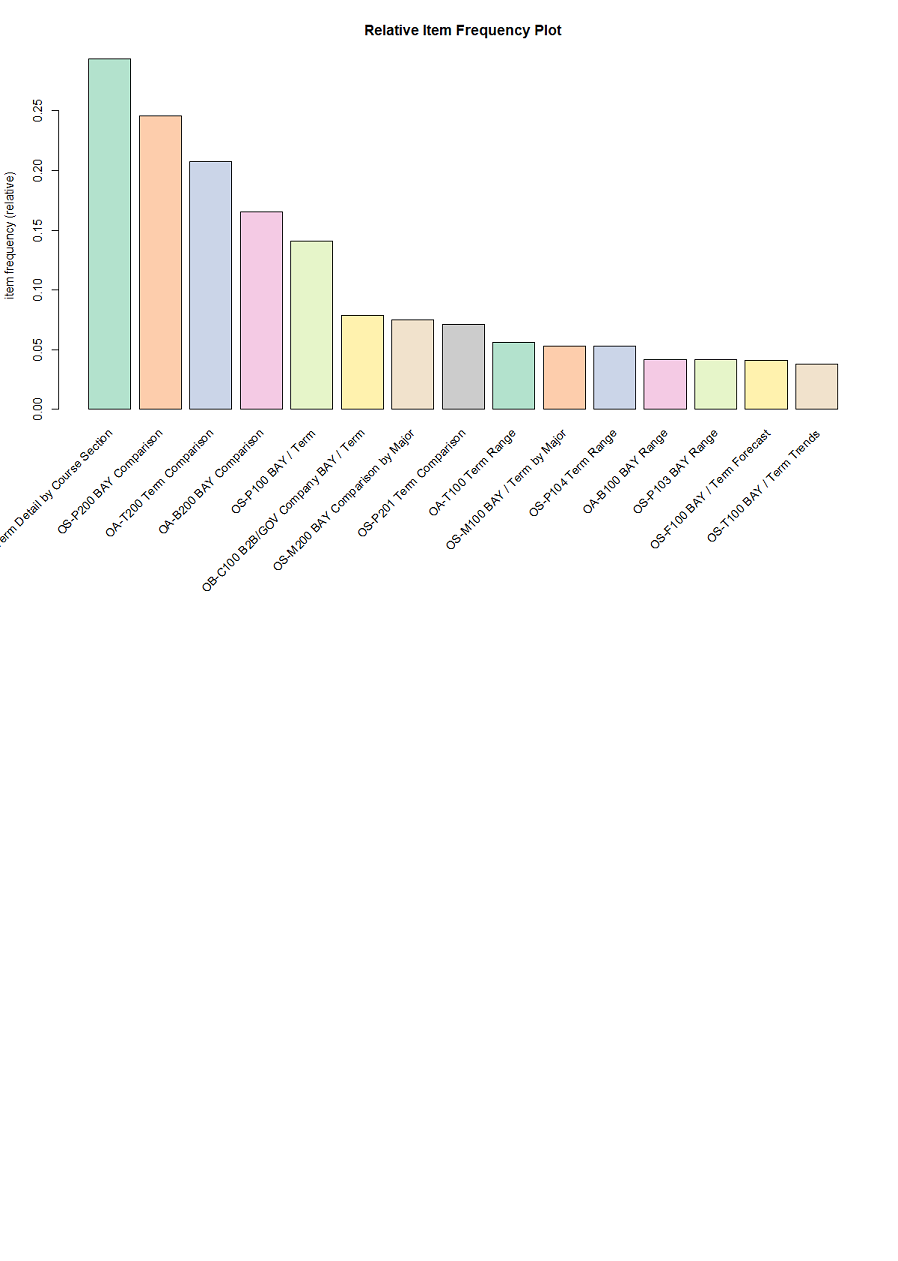 Relative Item Frequency Plot
item frequency (relative)
0.25
0.20
0.15
0.10
0.05
0.00
Detail by Course Section
OS-P200 BAY Comparison
OA-T200 Term Comparison
OA-B200 BAY Comparison
OS-P100 BAY / Term
OB-C100 B2B/GOV Company BAY / Term
OS-M200 BAY Comparison by Major
OS-P201 Term Comparison
OA-T100 Term Range
OS-M100 BAY / Term by Major
OS-P104 Term Range
OA-B100 BAY Range
OS-P103 BAY Range
OS-F100 BAY / Term Forecast
OS-T100 BAY / Term Trends